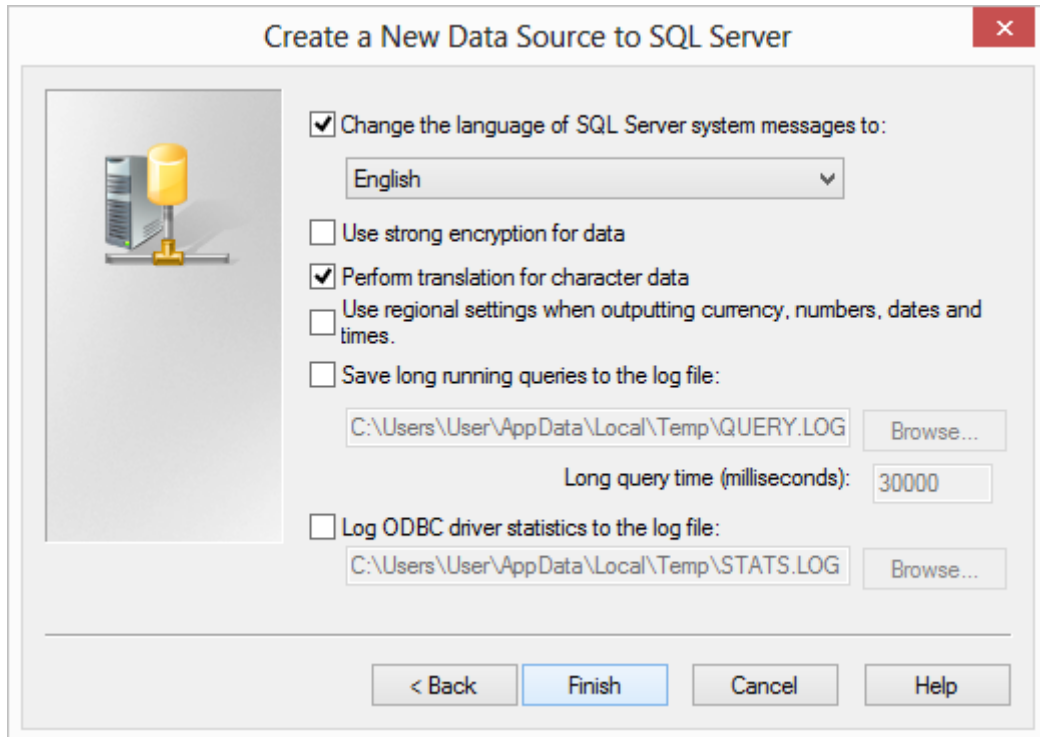 Create a New Data Source to SQL Server
Change the language of SQL Server system messages to:
English
Use strong encryption for data
Perform translation for character data
Use regional settings when outputting currency, numbers, dates and
times.
Save long running queries to the log file:
C:\Users\User\AppData\Local\Temp\QUERY.LOG
Browse...
Long query time (milliseconds):
30000
Log ODBC driver statistics to the log file:
C:\Users\User\AppData\Local\Temp\STATS.LOG
Browse...
< Back
Finish
Cancel
Help